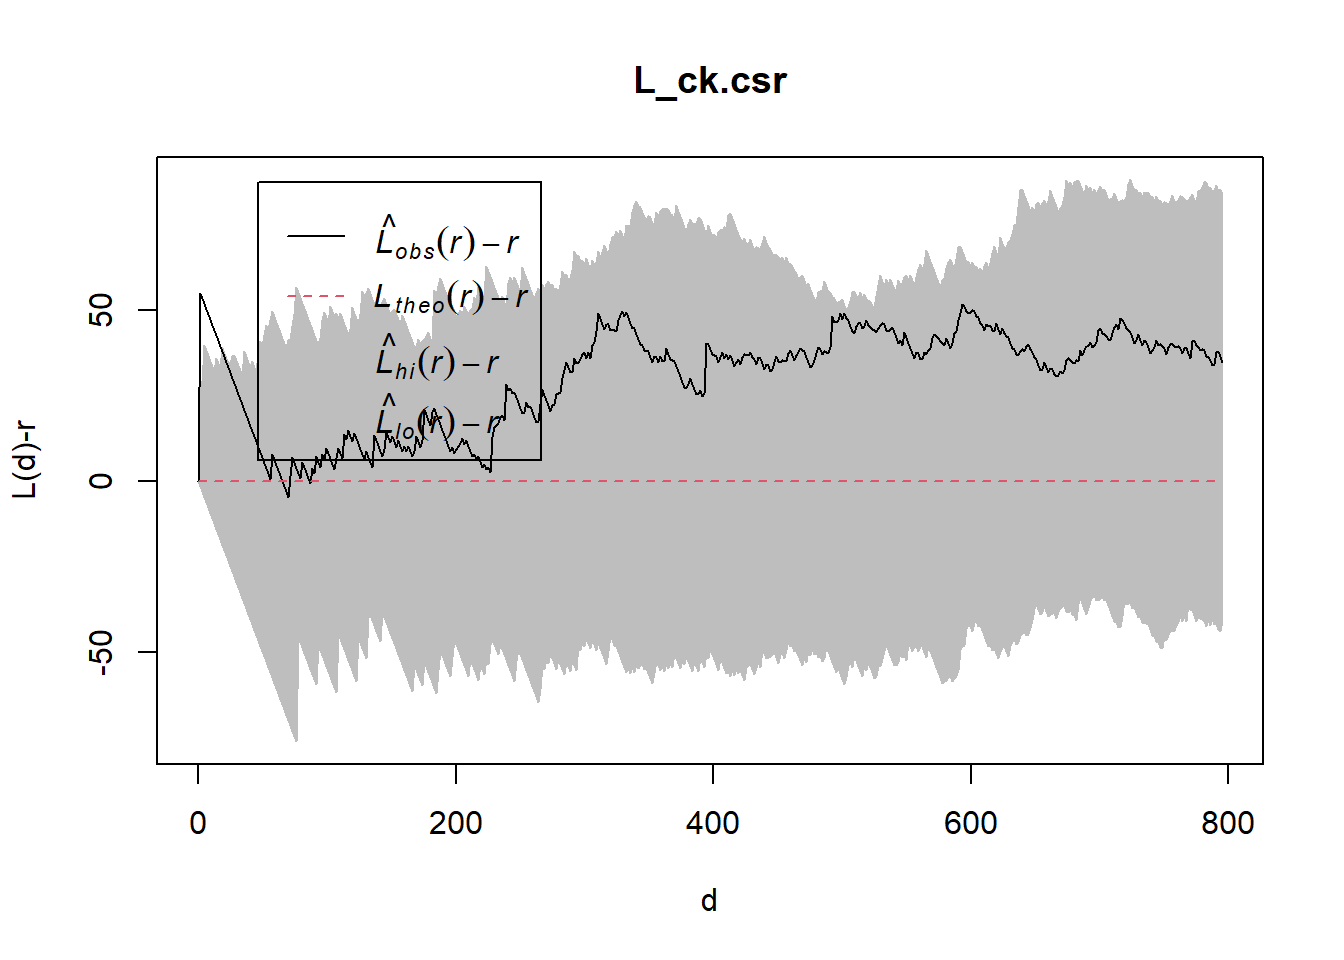 L_ck.csr
L̂obs(r) – r
Ltheo(r) – r
L̂hi(r) – r
L̂lo(r) – r
L(d)-r
50
0
-50
0 200 400 600 800
d